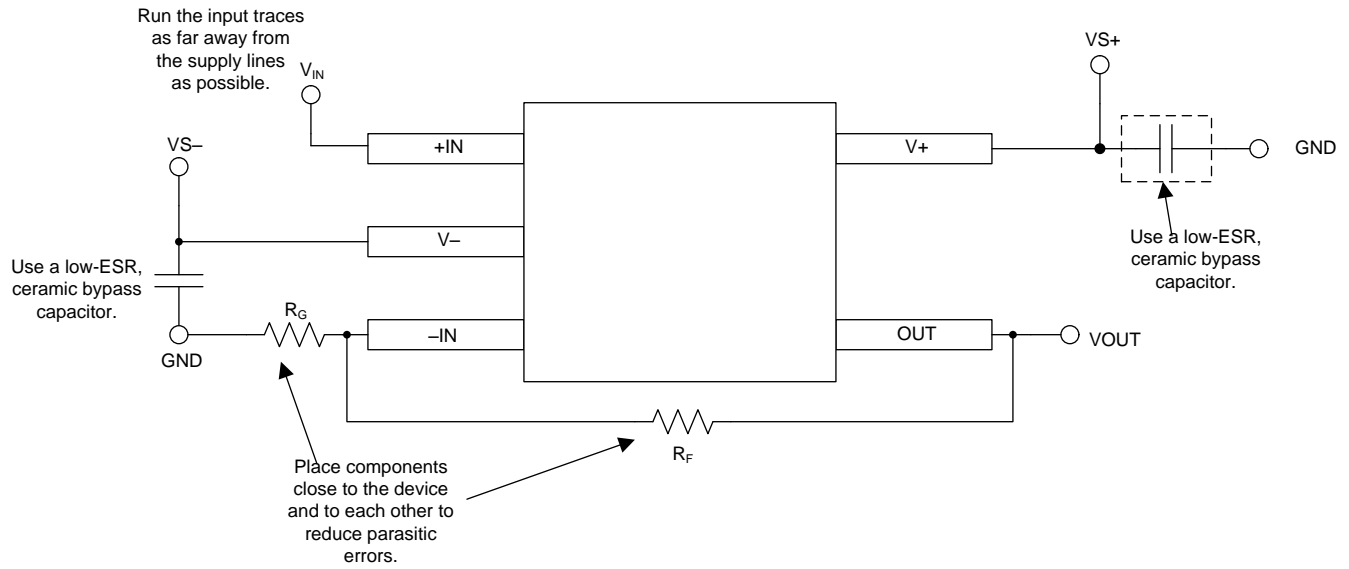 Run the input traces
as far away from
the supply lines
as possible.
VIN
VS+
VS–
+IN
V+
GND
V–
Use a low-ESR,
ceramic bypass
capacitor.
Use a low-ESR,
ceramic bypass
capacitor.
RG
–IN
OUT
VOUT
GND
RF
Place components
close to the device
and to each other to
reduce parasitic
errors.